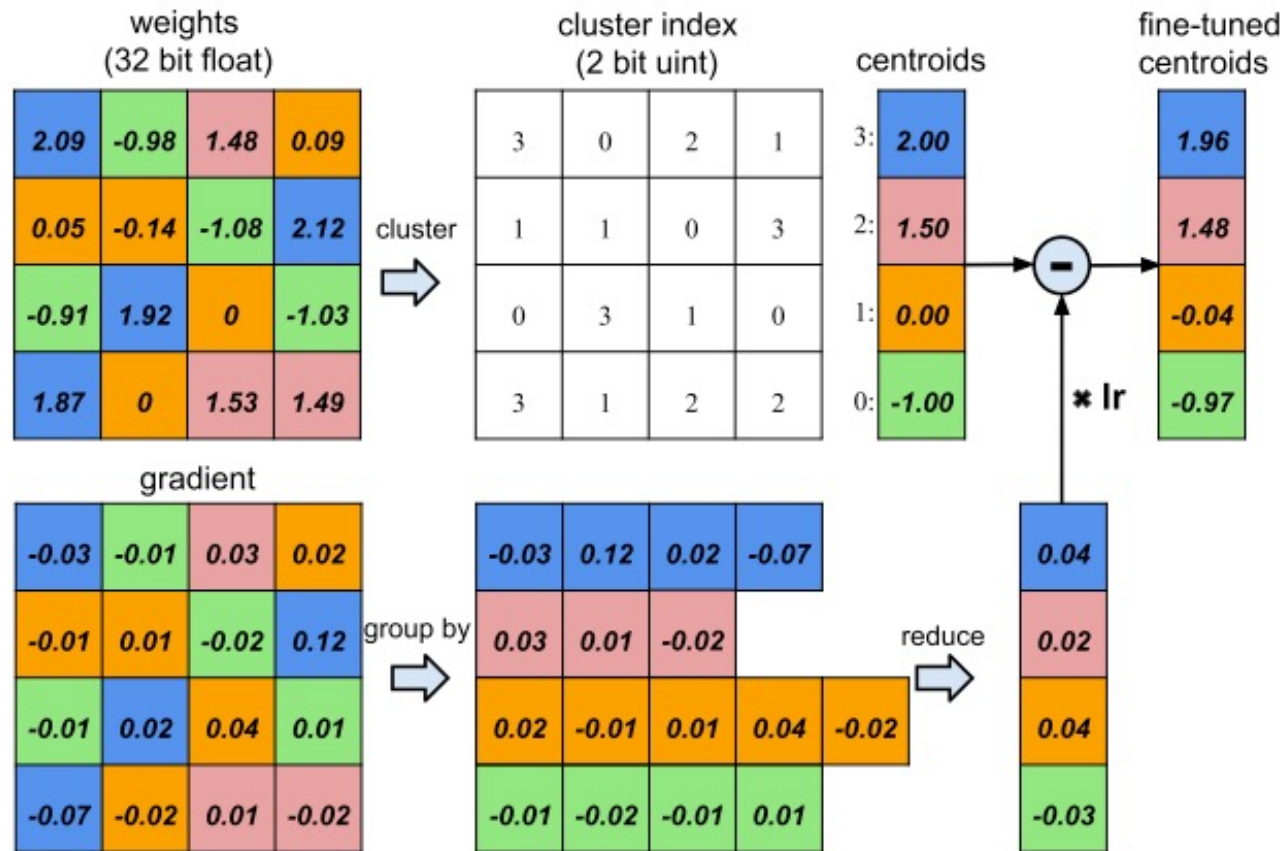 weights
(32 bit float)
cluster index
(2 bit uint)
centroids
fine-tuned
centroids
2.09 -0.98 1.48 0.09
3 0 2 1
3: 2.00
1.96
0.05 -0.14 -1.08 2.12
cluster
1 1 0 3
2: 1.50
1.48
-0.91 1.92 0 -1.03
0 3 1 0
1: 0.00
-0.04
1.87 0 1.53 1.49
3 1 2 2
0: -1.00
-0.97
-
× lr
gradient
-0.03 -0.01 0.03 0.02
-0.03 0.12 0.02 -0.07
0.04
-0.01 0.01 -0.02 0.12
group by
0.03 0.01 -0.02
reduce
0.02
-0.01 0.02 0.04 0.01
0.02 -0.01 0.01 0.04 -0.02
0.04
-0.07 -0.02 0.01 -0.02
-0.01 -0.02 -0.01 0.01
-0.03